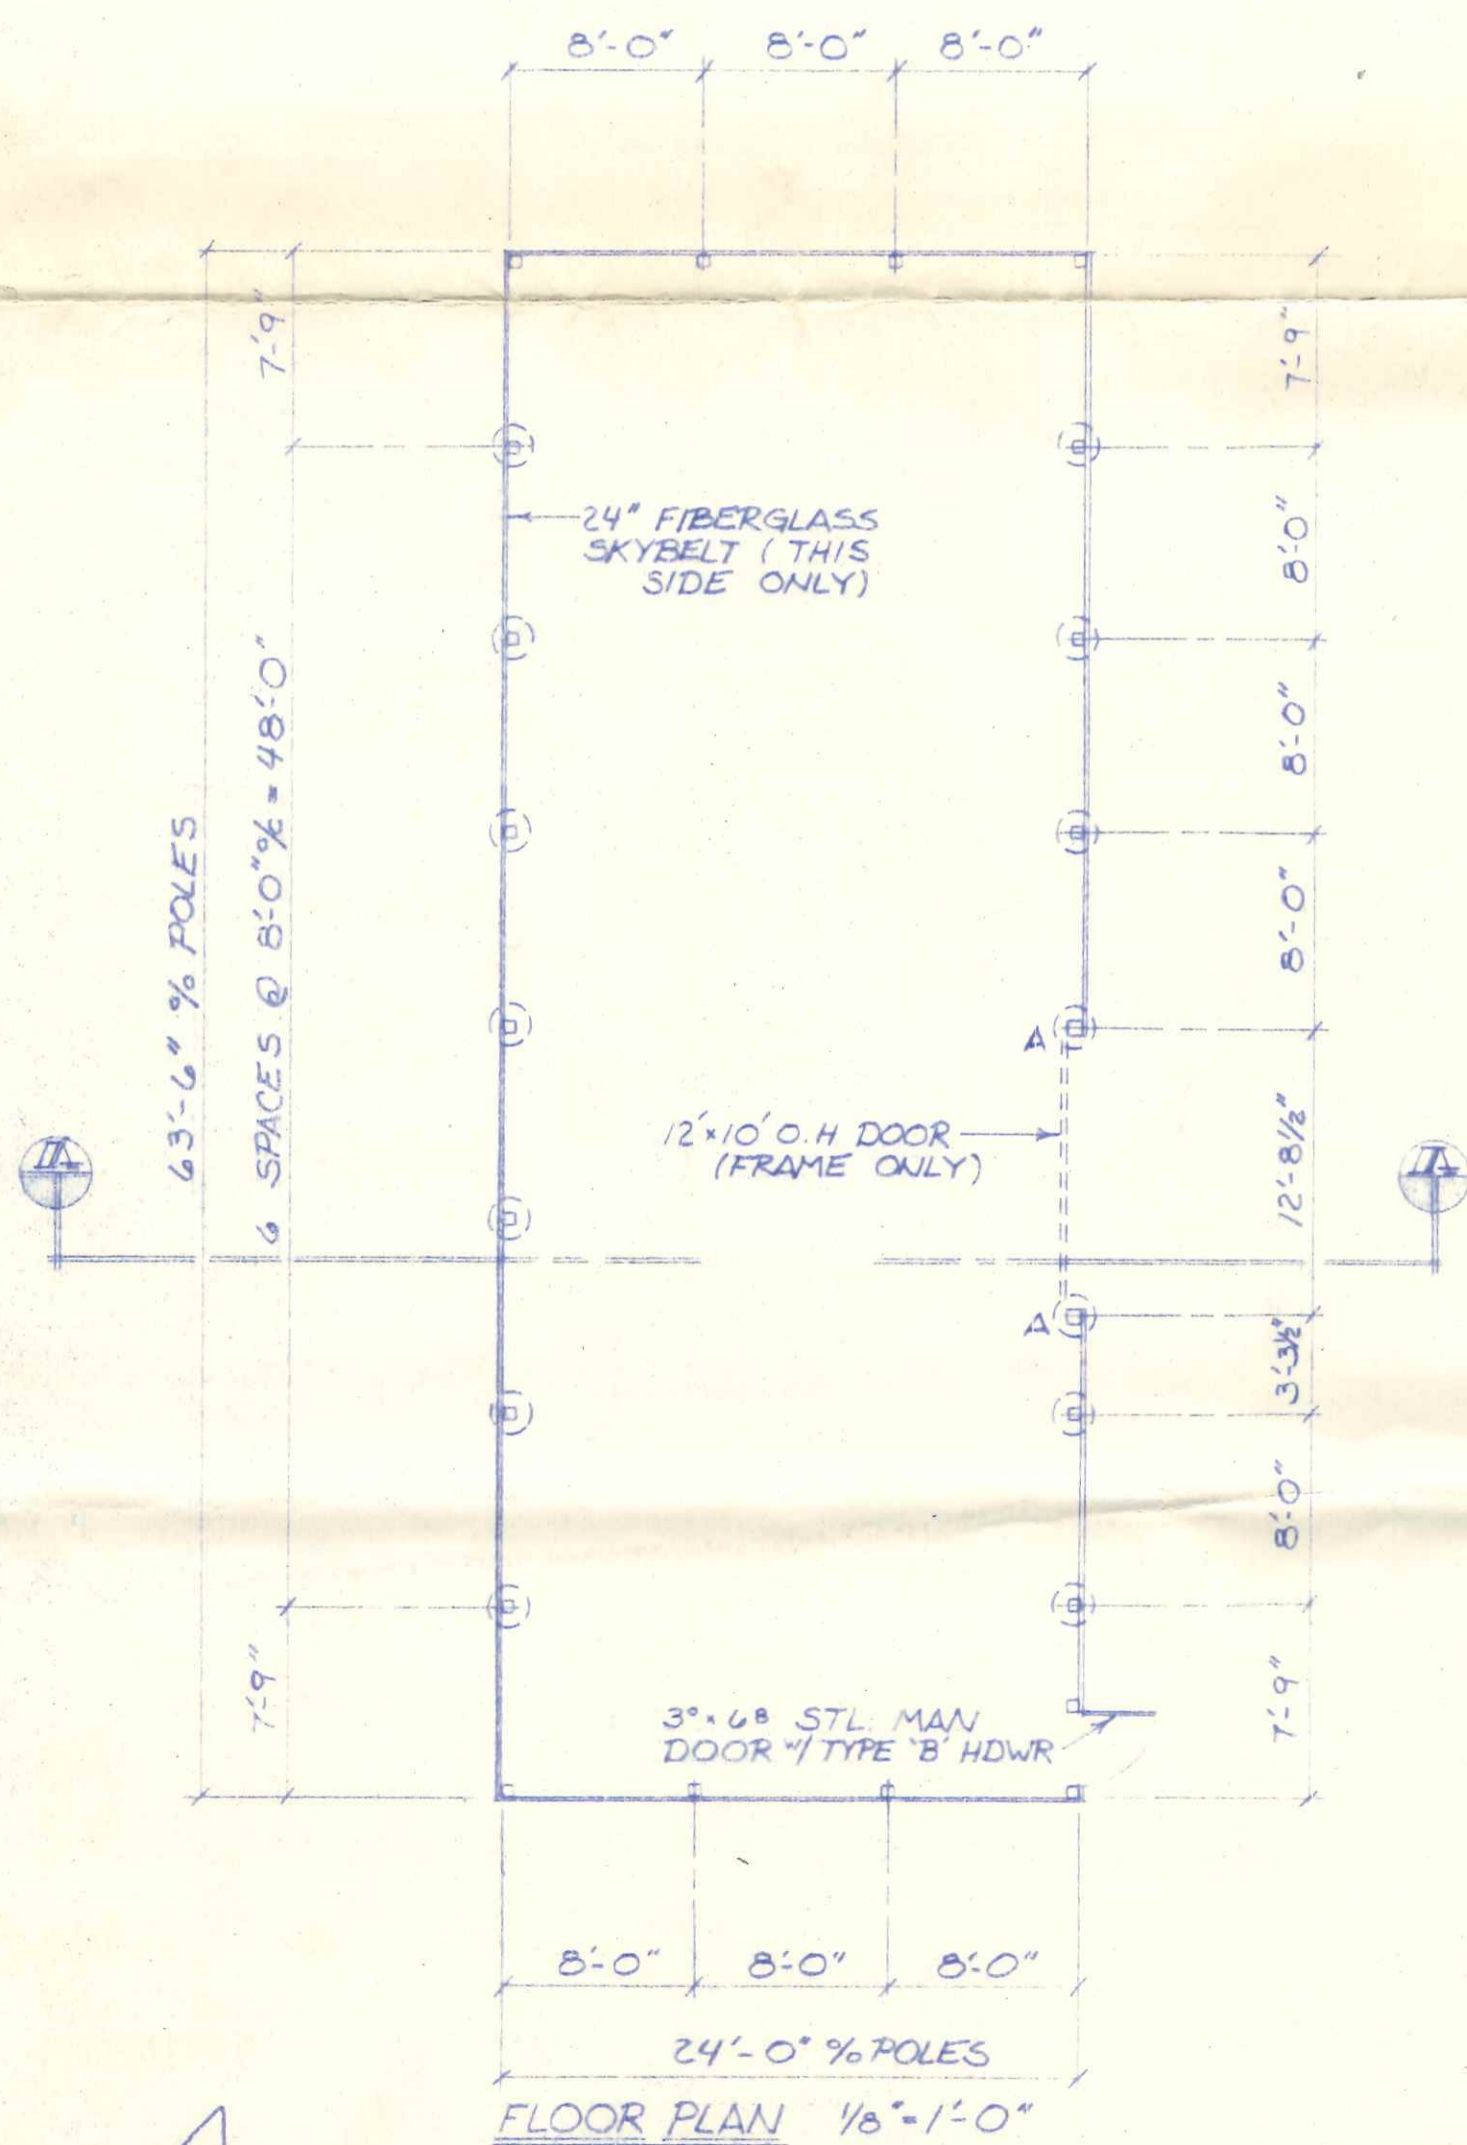 8'-0" 8'-0" 8'-0"
7'-9"
7'-9"
24" FIBERGLASS
SKYBELT (THIS
SIDE ONLY)
8'-0"
8'-0"
8'-0"
63'-6" % POLES
6 SPACES @ 8'-0" % = 48'-0"
A
12'x10' O.H DOOR
(FRAME ONLY)
12'-8½"
A
3'-3½"
8'-0"
7'-9"
7'-9"
3⁰ x 6⁸ STL. MAN
DOOR W/ TYPE 'B' HDWR
8'-0" 8'-0" 8'-0"
24'-0" % POLES
FLOOR PLAN 1/8" = 1'-0"